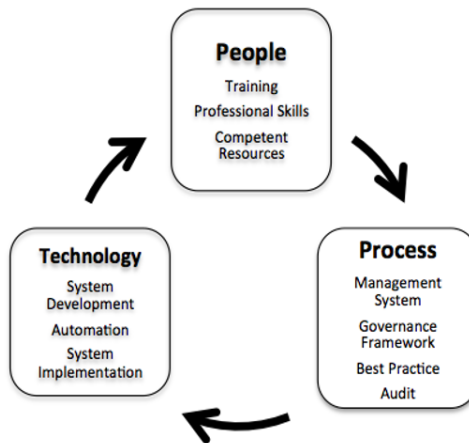 People
Training
Professional Skills
Competent
Resources
Technology
System
Development
Automation
System
Implementation
Process
Management
System
Governance
Framework
Best Practice
Audit